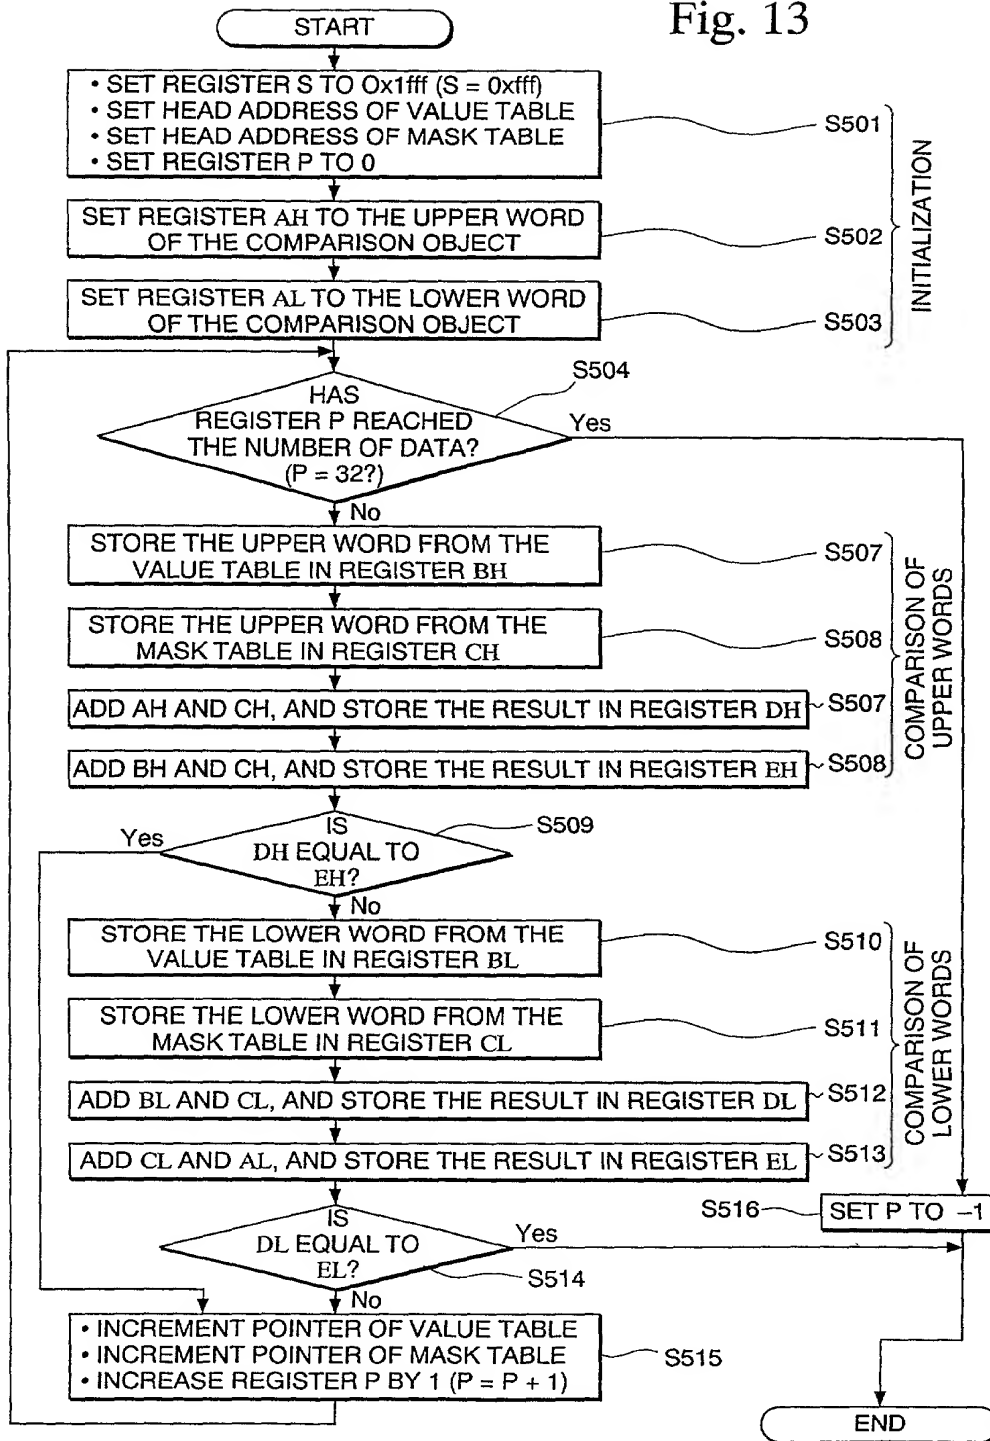 Fig. 13
START
• SET REGISTER S TO 0x1fff (S = 0xfff)
• SET HEAD ADDRESS OF VALUE TABLE
• SET HEAD ADDRESS OF MASK TABLE
• SET REGISTER P TO 0
S501
SET REGISTER AH TO THE UPPER WORD
OF THE COMPARISON OBJECT
S502
SET REGISTER AL TO THE LOWER WORD
OF THE COMPARISON OBJECT
S503
INITIALIZATION
HAS
REGISTER P REACHED
THE NUMBER OF DATA?
(P = 32?)
S504
Yes
No
STORE THE UPPER WORD FROM THE
VALUE TABLE IN REGISTER BH
S507
STORE THE UPPER WORD FROM THE
MASK TABLE IN REGISTER CH
S508
ADD AH AND CH, AND STORE THE RESULT IN REGISTER DH
S507
ADD BH AND CH, AND STORE THE RESULT IN REGISTER EH
S508
COMPARISON OF
UPPER WORDS
IS
DH EQUAL TO
EH?
S509
Yes
No
STORE THE LOWER WORD FROM THE
VALUE TABLE IN REGISTER BL
S510
STORE THE LOWER WORD FROM THE
MASK TABLE IN REGISTER CL
S511
ADD BL AND CL, AND STORE THE RESULT IN REGISTER DL
S512
ADD CL AND AL, AND STORE THE RESULT IN REGISTER EL
S513
COMPARISON OF
LOWER WORDS
S516
SET P TO –1
IS
DL EQUAL TO
EL?
Yes
S514
No
• INCREMENT POINTER OF VALUE TABLE
• INCREMENT POINTER OF MASK TABLE
• INCREASE REGISTER P BY 1 (P = P + 1)
S515
END